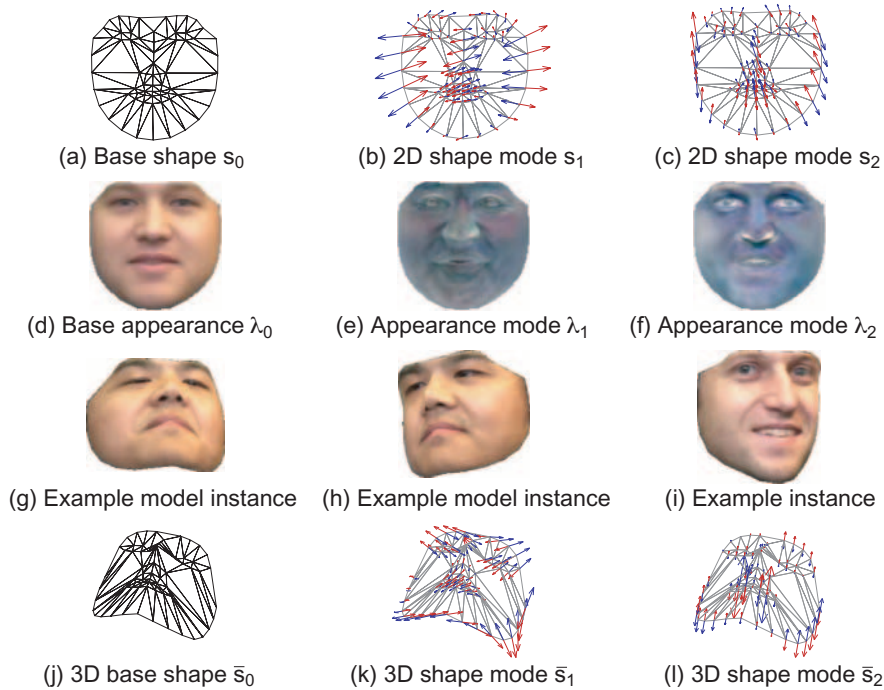 (a) Base shape s₀
(b) 2D shape mode s₁
(c) 2D shape mode s₂
(d) Base appearance λ₀
(e) Appearance mode λ₁
(f) Appearance mode λ₂
(g) Example model instance
(h) Example model instance
(i) Example instance
(j) 3D base shape s̄₀
(k) 3D shape mode s̄₁
(l) 3D shape mode s̄₂